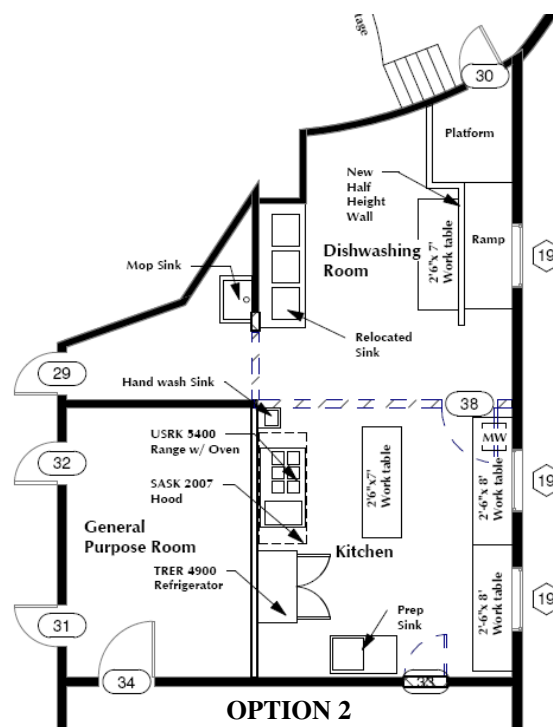 tage
30
Platform
New
Half
Height
Wall
Ramp
2'6"x 7'
Work table
19
Dishwashing
Room
Mop Sink
Relocated
Sink
29
Hand wash Sink
38
MW
32
USRK 5400
Range w/ Oven
2'6"x7'
Work table
2'-6"x 8'
Work table
19
SASK 2007
Hood
General
Purpose Room
Kitchen
TRER 4900
Refrigerator
2'-6"x 8'
Work table
19
31
Prep
Sink
34
33
OPTION 2